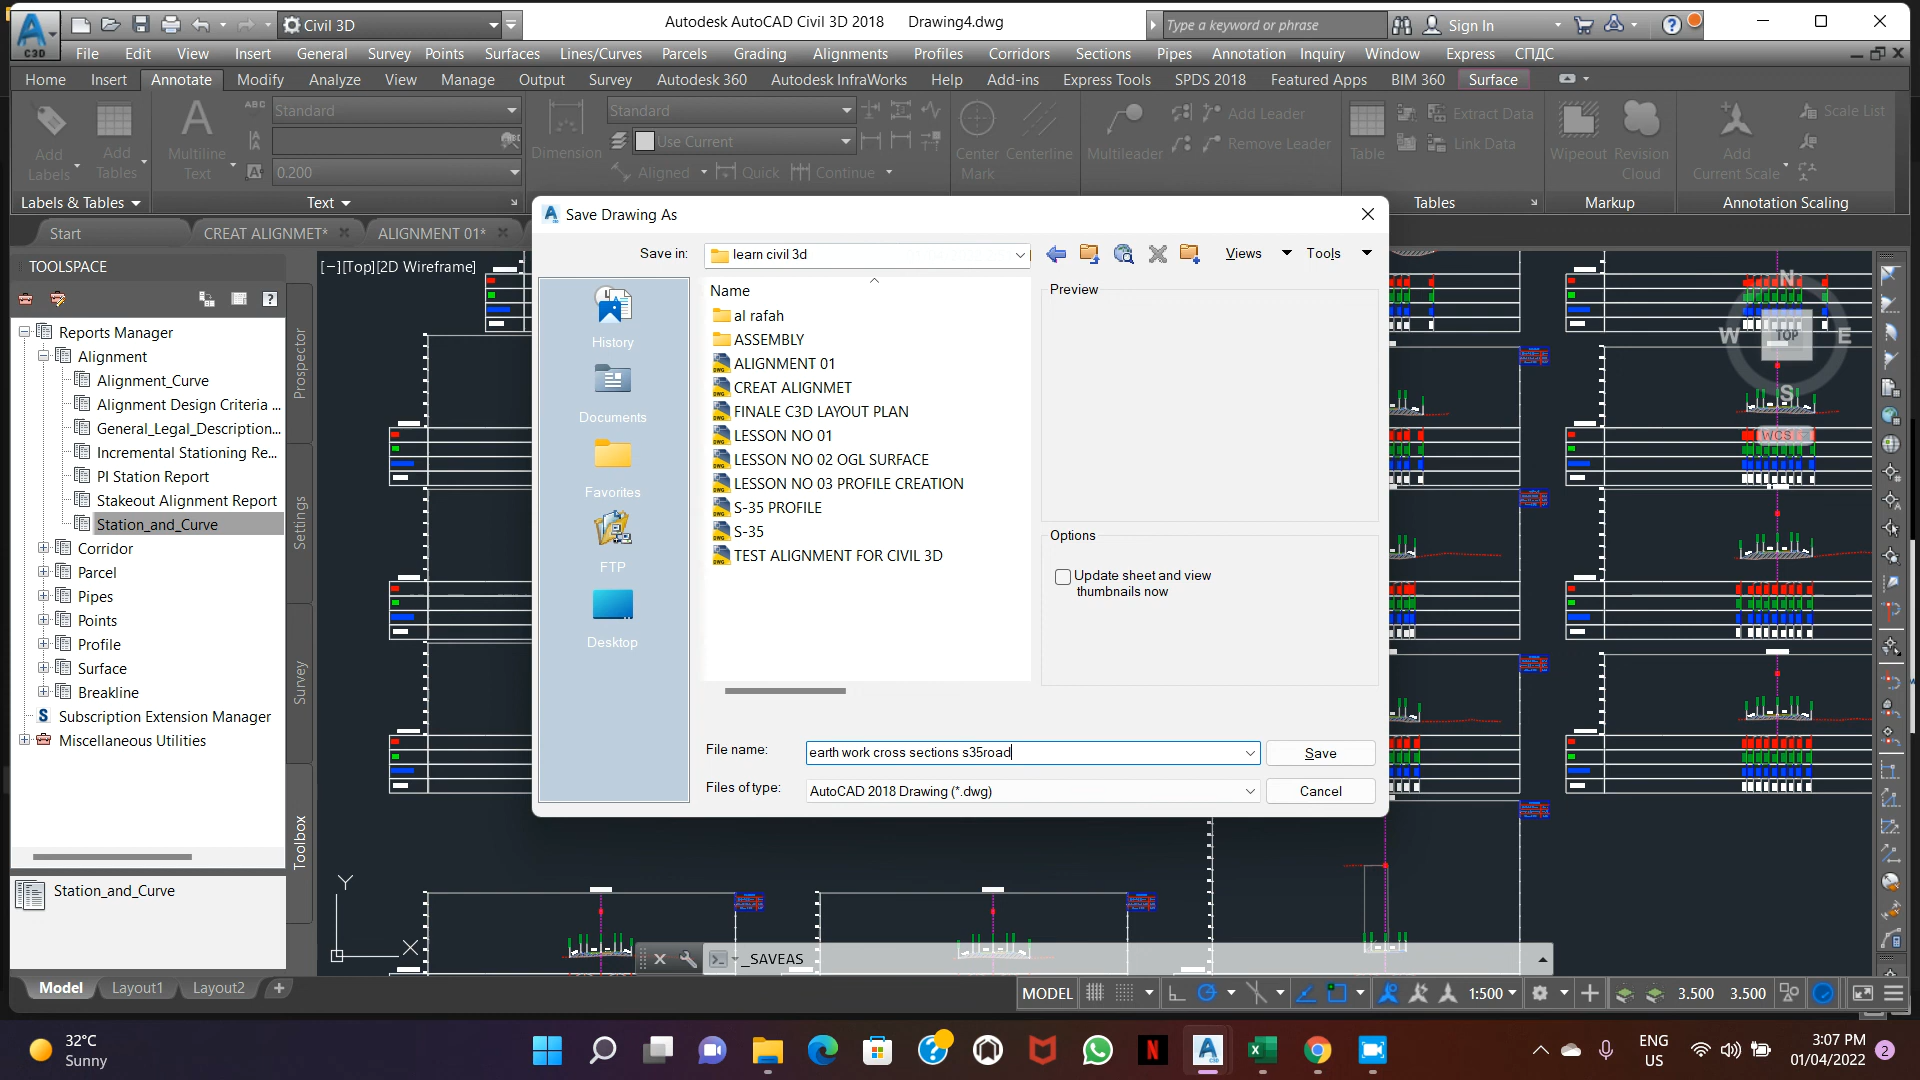 Civil 3D
Autodesk AutoCAD Civil 3D 2018 Drawing4.dwg
Type a keyword or phrase
Sign In
C3D
File Edit View Insert General Survey Points Surfaces Lines/Curves Parcels Grading Alignments Profiles Corridors Sections Pipes Annotation Inquiry Window Express СПДС
Home Insert Annotate Modify Analyze View Manage Output Survey Autodesk 360 Autodesk InfraWorks Help Add-ins Express Tools SPDS 2018 Featured Apps BIM 360 Surface
Add Labels
Add Tables
Labels & Tables
Multiline Text
Standard
0.200
Text
Dimension
Standard
Use Current
Aligned Quick Continue
Center Mark
Centerline
Multileader
Add Leader
Remove Leader
Table
Extract Data
Link Data
Tables
Wipeout
Revision Cloud
Markup
Add Current Scale
Scale List
Annotation Scaling
Start CREAT ALIGNMET* ALIGNMENT 01*
TOOLSPACE
Reports Manager
Alignment
Alignment_Curve
Alignment Design Criteria ...
General_Legal_Description...
Incremental Stationing Re...
PI Station Report
Stakeout Alignment Report
Station_and_Curve
Corridor
Parcel
Pipes
Points
Profile
Surface
Breakline
Subscription Extension Manager
Miscellaneous Utilities
Prospector
Settings
Survey
Toolbox
Station_and_Curve
[−][Top][2D Wireframe]
N
W TOP E
S
WCS
Save Drawing As
Save in: learn civil 3d
Views Tools
History
Documents
Favorites
FTP
Desktop
Name
al rafah
ASSEMBLY
ALIGNMENT 01
CREAT ALIGNMET
FINALE C3D LAYOUT PLAN
LESSON NO 01
LESSON NO 02 OGL SURFACE
LESSON NO 03 PROFILE CREATION
S-35 PROFILE
S-35
TEST ALIGNMENT FOR CIVIL 3D
Preview
Options
Update sheet and view
thumbnails now
File name: earth work cross sections s35road Save
Files of type: AutoCAD 2018 Drawing (*.dwg) Cancel
Y
X
_SAVEAS
Model Layout1 Layout2 +
MODEL 1:500 3.500 3.500
32°C
Sunny
ENG
US
3:07 PM
01/04/2022
2